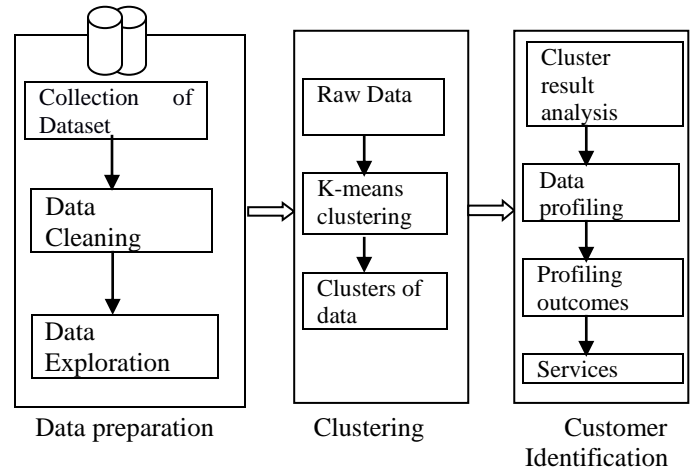 Collection of
Dataset
Data
Cleaning
Data
Exploration
Data preparation
Raw Data
K-means
clustering
Clusters of
data
Clustering
Cluster
result
analysis
Data
profiling
Profiling
outcomes
Services
Customer
Identification